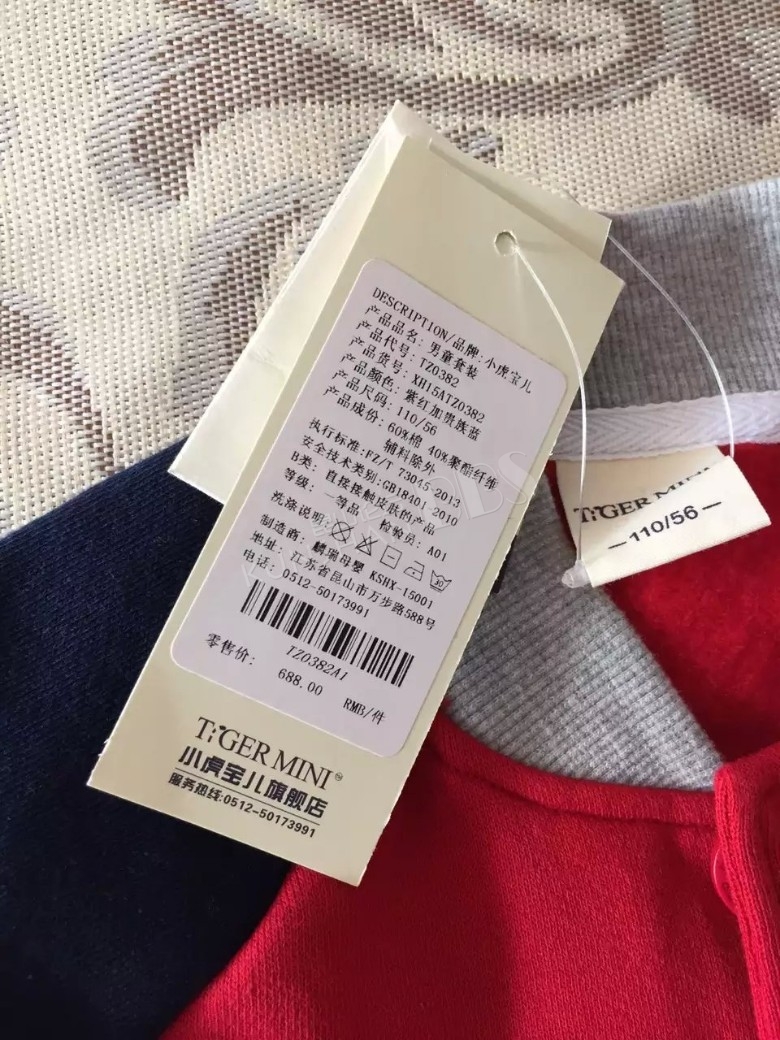 DESCRIPTION/品牌:小虎宝儿
产品品名:男童套装
产品代号:TZ0382
产品货号:XH15ATZ0382
产品颜色:紫红加贵族蓝
产品尺码:110/56
产品成份:60%棉 40%聚酯纤维
辅料除外
执行标准:FZ/T 73045-2013
安全技术类别:GB18401-2010
B类: 直接接触皮肤的产品
等级: 一等品 检验员:A01
洗涤说明:
制造商: 麟瑞母婴 KSHX-15001
地址: 江苏省昆山市万步路588号
电话: 0512-50173991
TZ0382A1
零售价: 688.00 RMB/件
TiGER MINI
小虎宝儿旗舰店
服务热线:0512-50173991
TiGER MINI
—110/56—